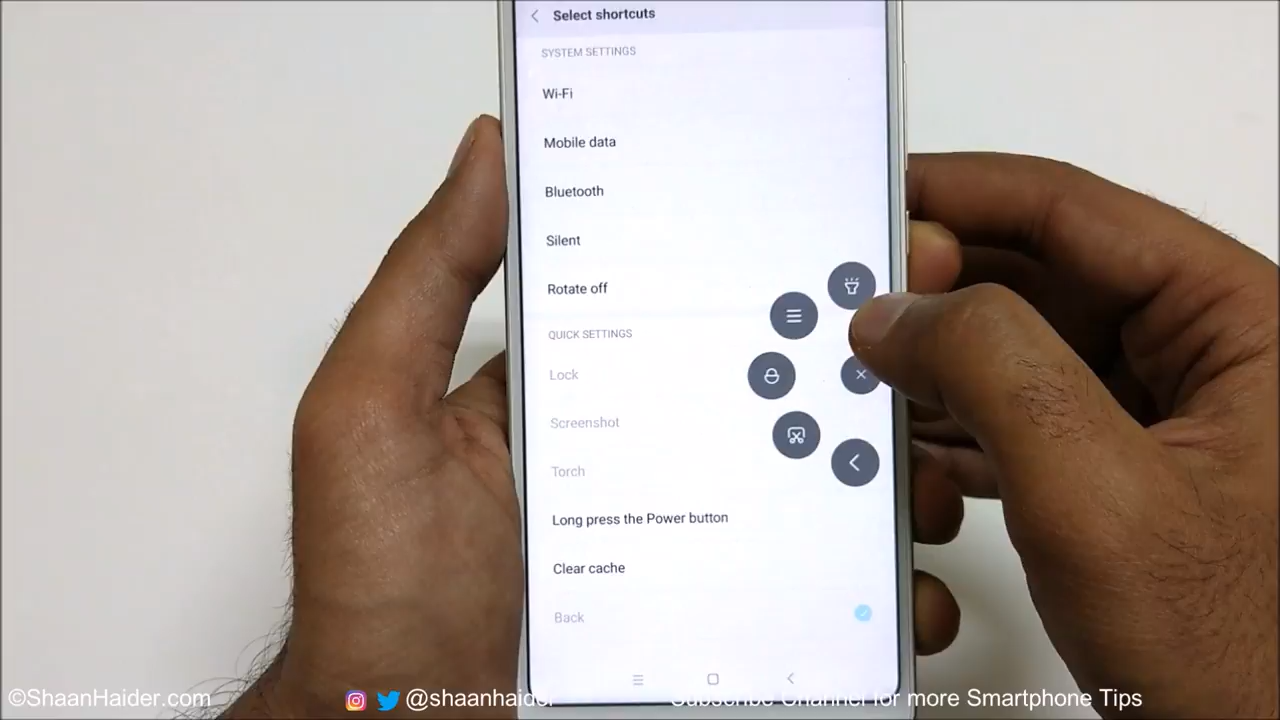 Select shortcuts
SYSTEM SETTINGS
Wi-Fi
Mobile data
Bluetooth
Silent
Rotate off
QUICK SETTINGS
Lock
Screenshot
Torch
Long press the Power button
Clear cache
Back
©ShaanHaider.com
@shaanhaider
Subscribe Channel for more Smartphone Tips